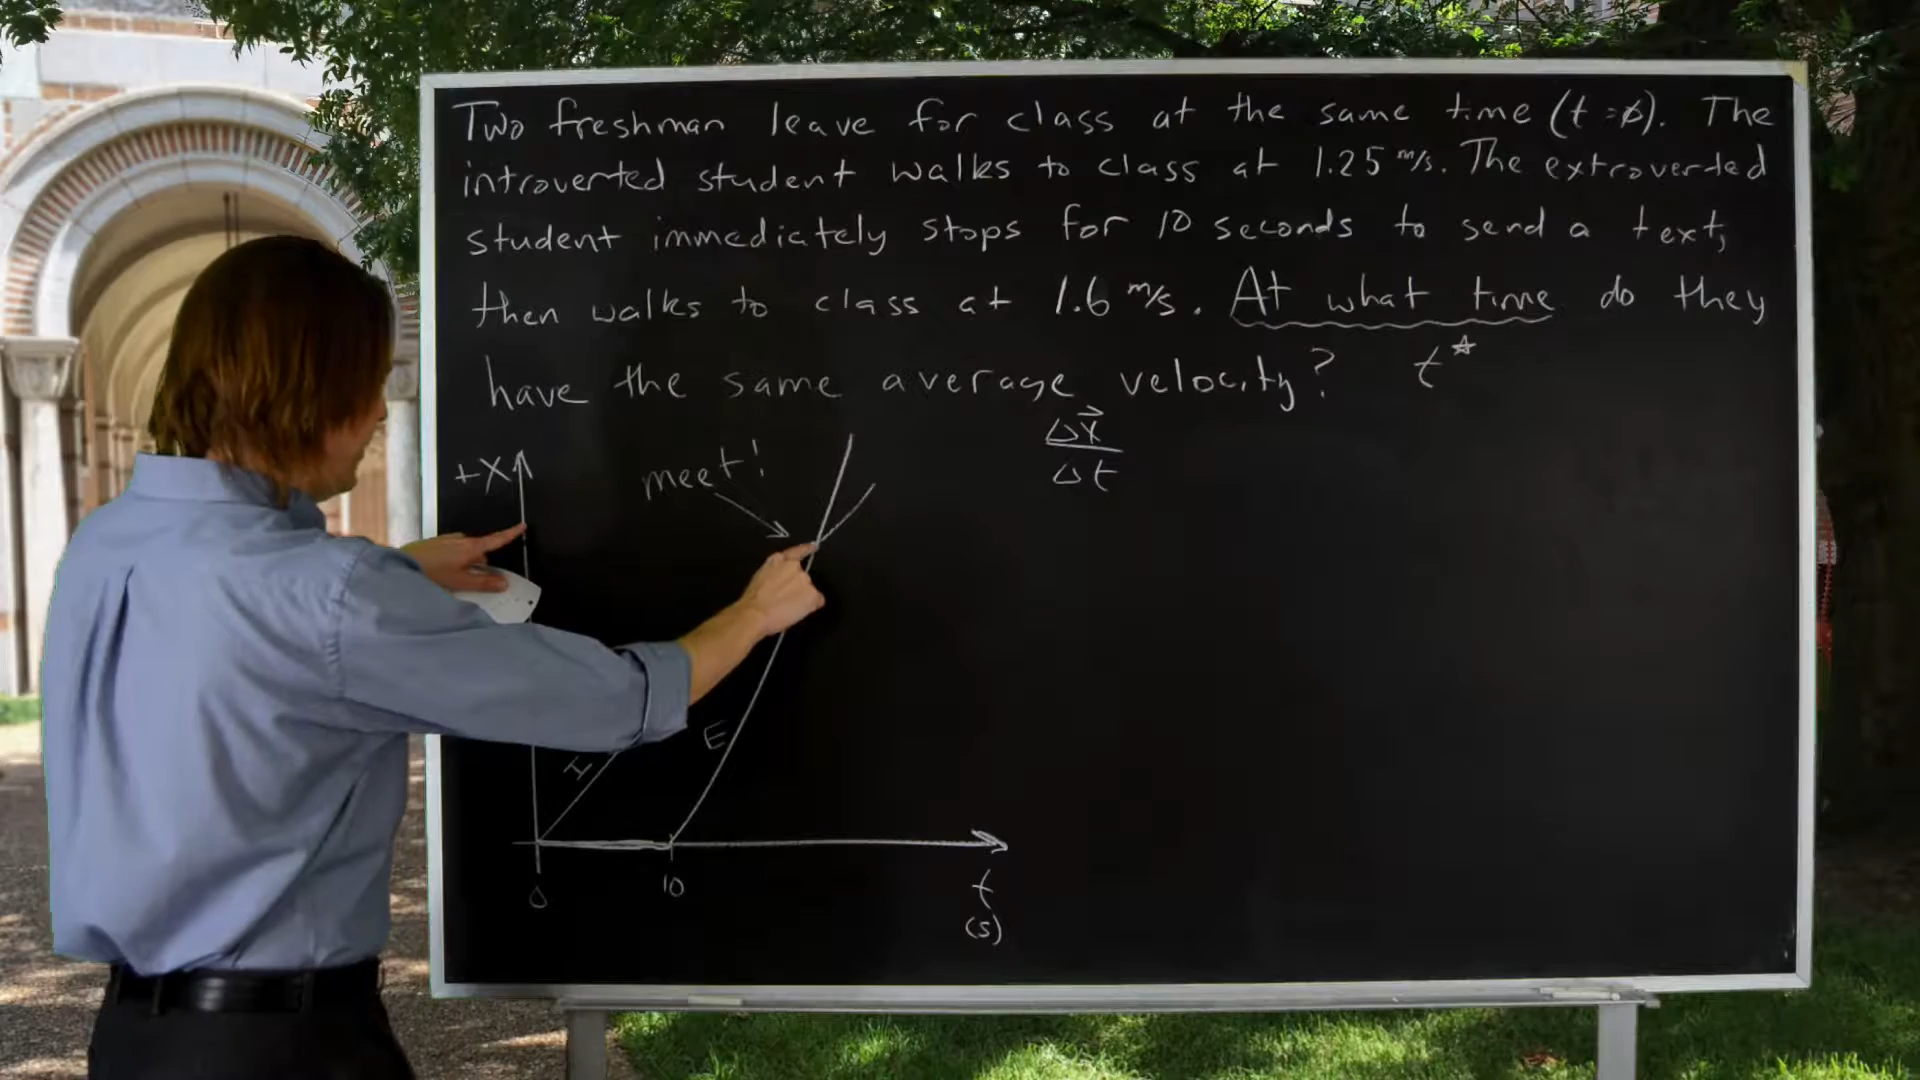 Two freshman leave for class at the same time (t=0). The
introverted student walks to class at 1.25 m/s. The extroverted
student immediately stops for 10 seconds to send a text,
then walks to class at 1.6 m/s. At what time do they
have the same average velocity? t*
Δx⃗
Δt
+X
meet!
E
I
0
10
t
(s)